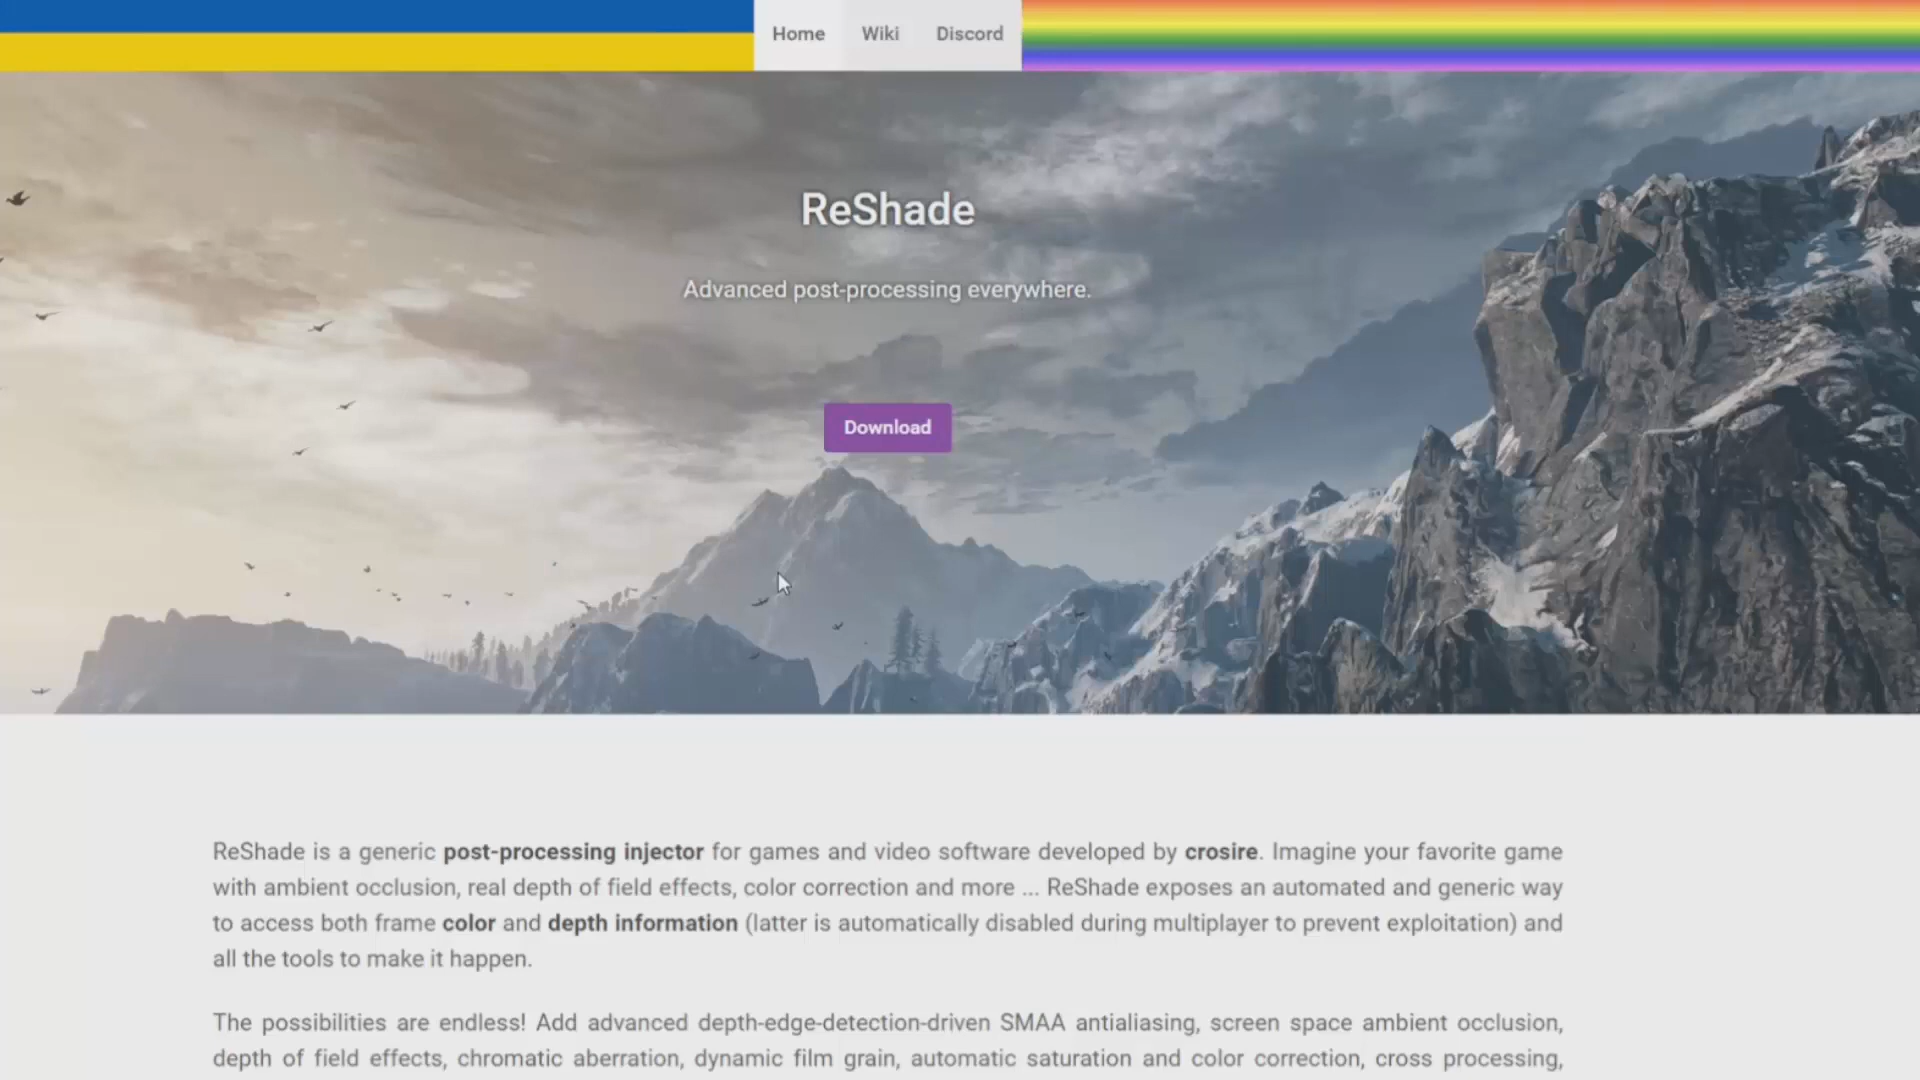 Home Wiki Discord
ReShade
Advanced post-processing everywhere.
Download
ReShade is a generic post-processing injector for games and video software developed by crosire. Imagine your favorite game
with ambient occlusion, real depth of field effects, color correction and more ... ReShade exposes an automated and generic way
to access both frame color and depth information (latter is automatically disabled during multiplayer to prevent exploitation) and
all the tools to make it happen.
The possibilities are endless! Add advanced depth-edge-detection-driven SMAA antialiasing, screen space ambient occlusion,
depth of field effects, chromatic aberration, dynamic film grain, automatic saturation and color correction, cross processing,